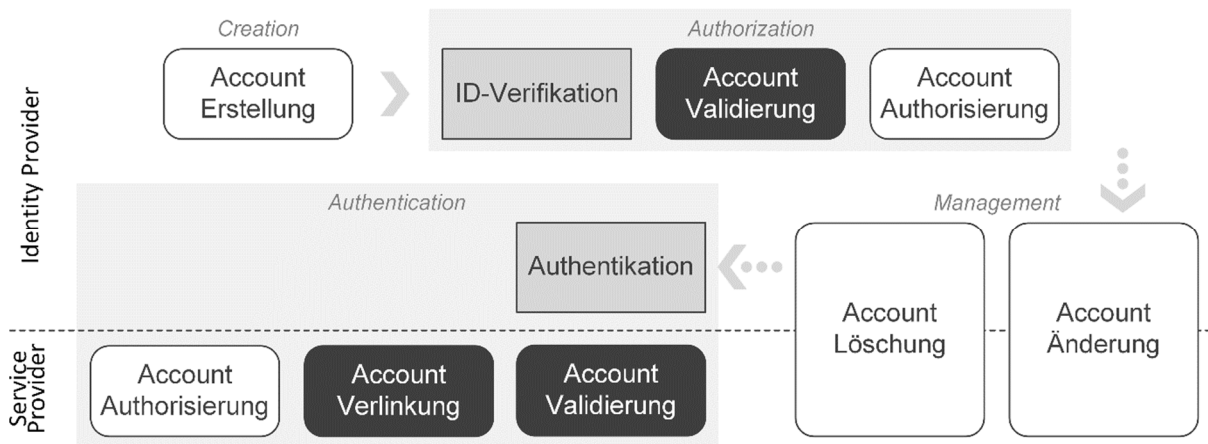 Creation
Authorization
Account
Erstellung
ID-Verifikation
Account
Validierung
Account
Authorisierung
Identity Provider
Authentication
Management
Authentikation
Account
Löschung
Account
Änderung
Service
Provider
Account
Authorisierung
Account
Verlinkung
Account
Validierung